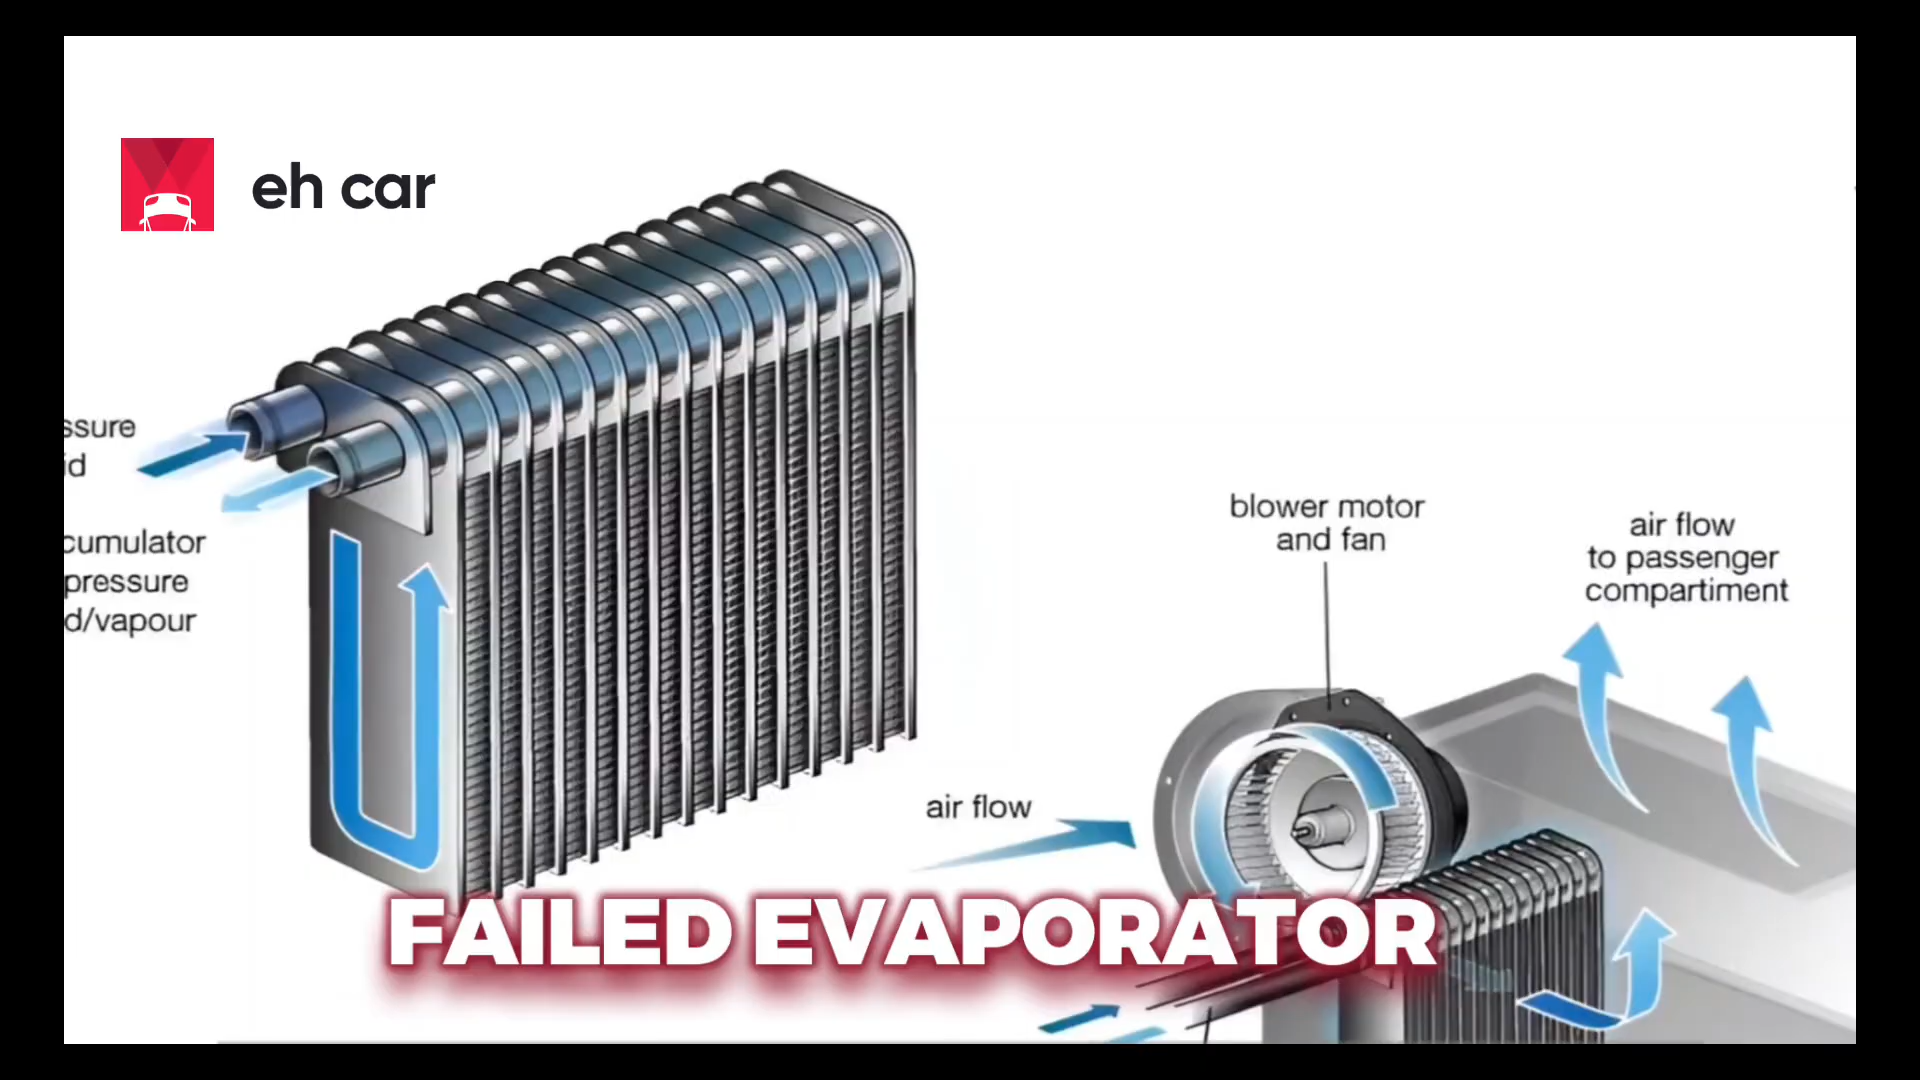 eh car
ssure
id
cumulator
pressure
d/vapour
blower motor
and fan
air flow
to passenger
compartiment
air flow
FAILED EVAPORATOR